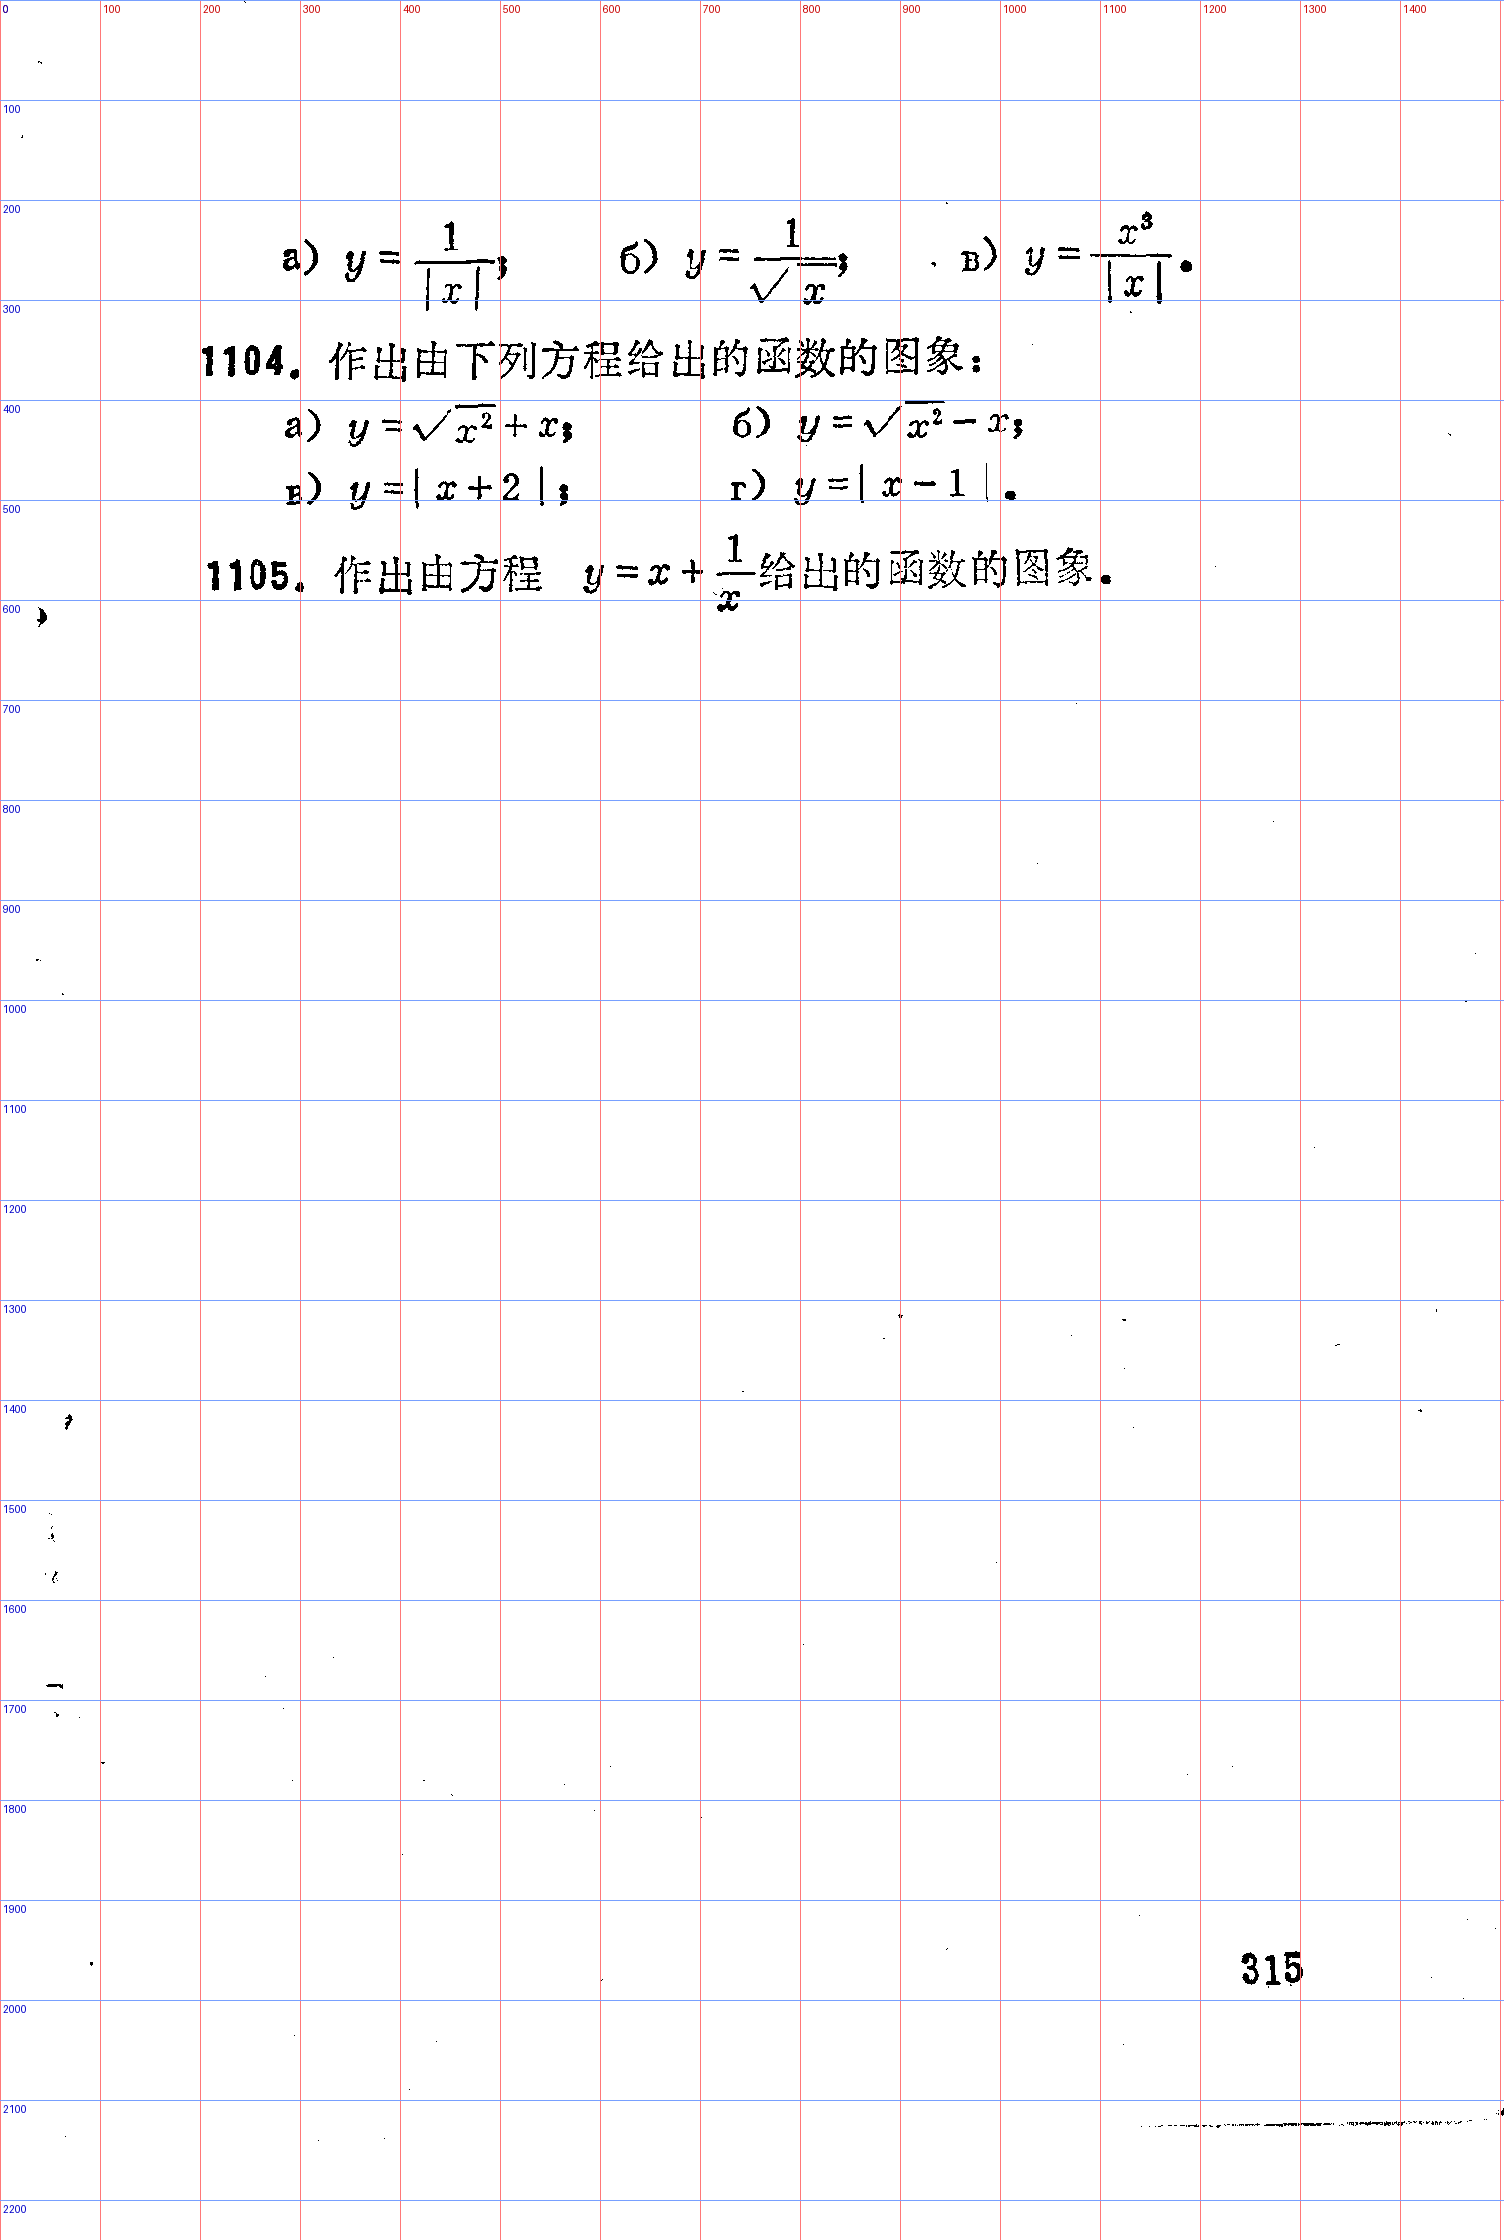 а) y = 1/|x|; б) y = 1/√x; в) y = x³/|x|.
1104. 作出由下列方程给出的函数的图象:
а) y = √x² + x; б) y = √x² − x;
в) y = | x + 2 |; г) y = | x − 1 |.
1105. 作出由方程 y = x + 1/x 给出的函数的图象.
315